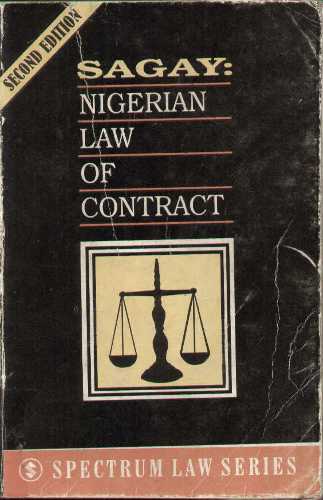 SECOND EDITION
SAGAY:
NIGERIAN
LAW
OF
CONTRACT
S SPECTRUM LAW SERIES